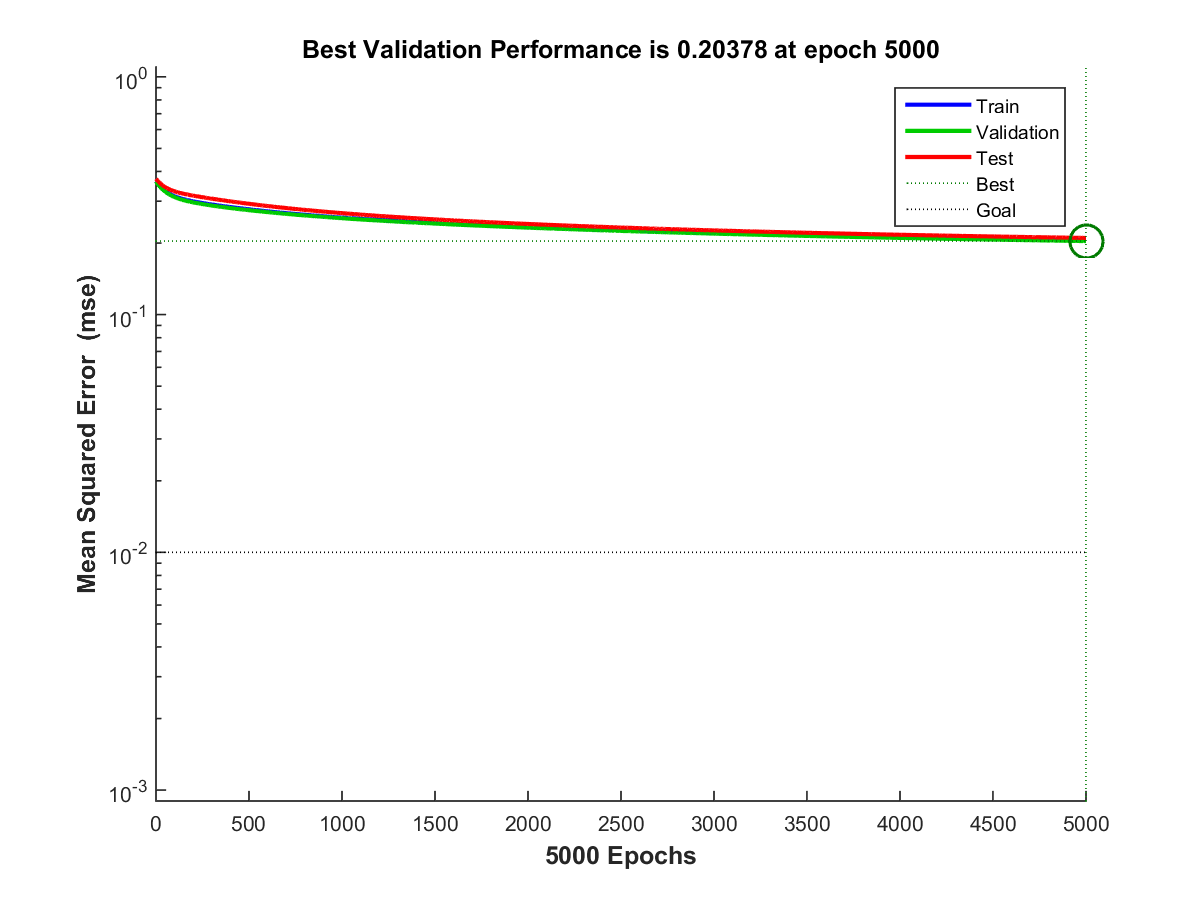 Best Validation Performance is 0.20378 at epoch 5000
10^0
Train
Validation
Test
Best
Goal
Mean Squared Error (mse)
10^-1
10^-2
10^-3
0 500 1000 1500 2000 2500 3000 3500 4000 4500 5000
5000 Epochs